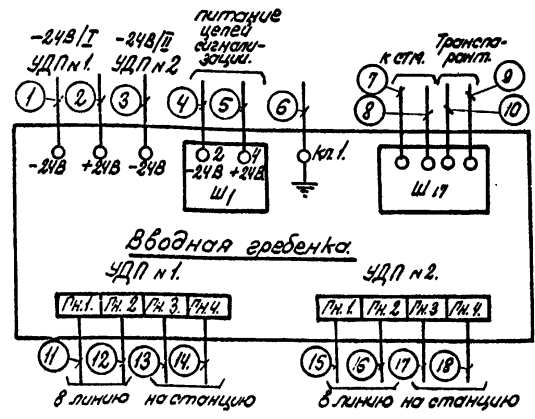 -24В/I
УДП №1.
-24В/II
УДП №2
питание
цепей
сигнали-
зации.
к стм.
Транспа-
рант.
1
2
3
4
5
6
7
8
9
10
-24В
+24В
-24В
2
4
-24В
+24В
Ш1
кл 1.
Ш17
Вводная гребенка.
УДП №1.
УДП №2.
Гн.1.
Гн. 2
Гн. 3.
Гн.4.
Гн. 1
Гн. 2
Гн. 3
Гн. 4.
11
12
13
14.
15
16
17
18
в линию
на станцию
в линию
на станцию